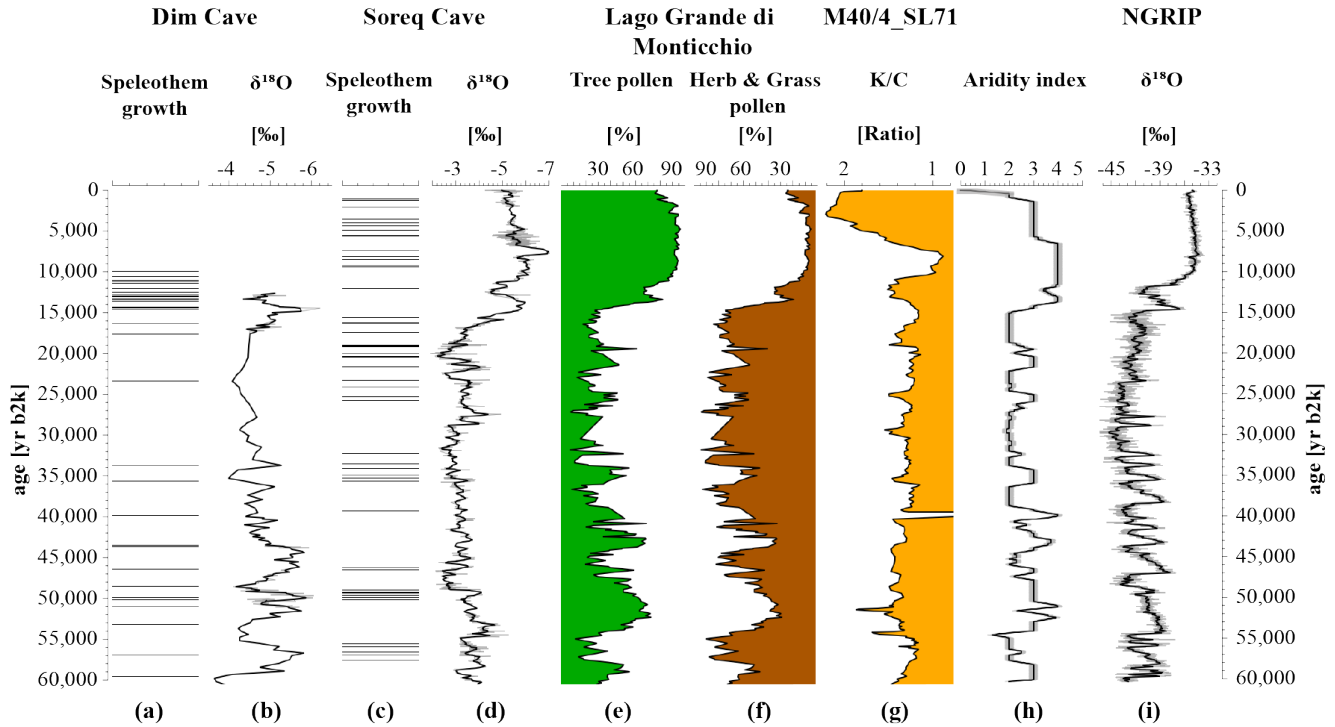 Dim Cave Soreq Cave Lago Grande di Monticchio M40/4_SL71 NGRIP
Speleothem growth δ¹⁸O Speleothem growth δ¹⁸O Tree pollen Herb & Grass pollen K/C Aridity index δ¹⁸O
[‰] [‰] [%] [%] [Ratio] [‰]
-4 -5 -6 -3 -5 -7 30 60 90 90 60 30 2 1 0 1 2 3 4 5 -45 -39 -33
0 0
5,000 5,000
10,000 10,000
15,000 15,000
20,000 20,000
25,000 25,000
30,000 30,000
35,000 35,000
40,000 40,000
45,000 45,000
50,000 50,000
55,000 55,000
60,000 60,000
age [yr b2k] age [yr b2k]
(a) (b) (c) (d) (e) (f) (g) (h) (i)